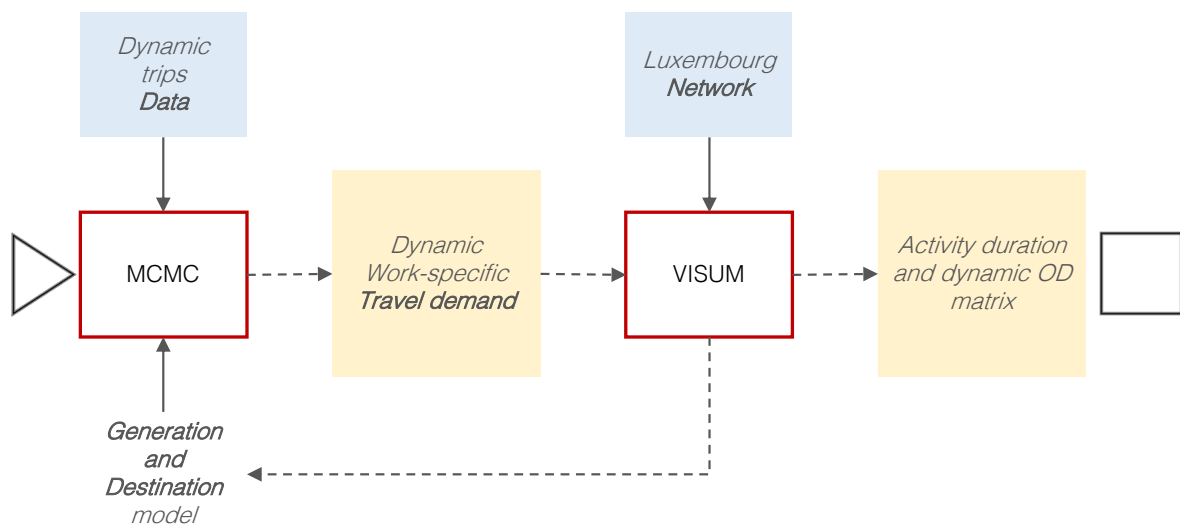 Dynamic
trips
Data
Luxembourg
Network
MCMC
Dynamic
Work-specific
Travel demand
VISUM
Activity duration
and dynamic OD
matrix
Generation
and
Destination
model